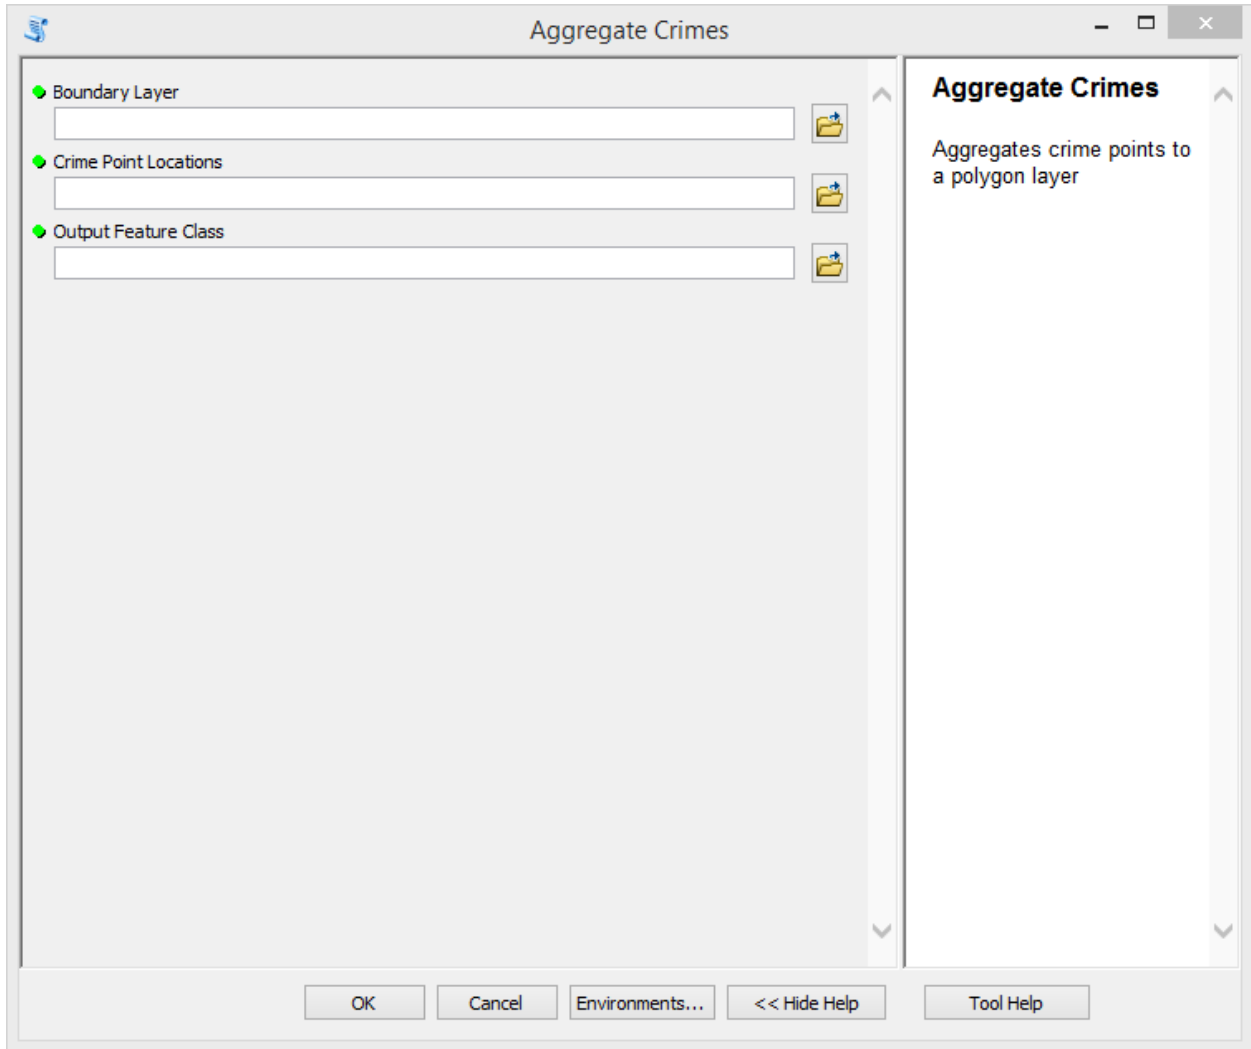 Aggregate Crimes
Boundary Layer
Crime Point Locations
Output Feature Class
Aggregate Crimes
Aggregates crime points to
a polygon layer
OK
Cancel
Environments...
<< Hide Help
Tool Help